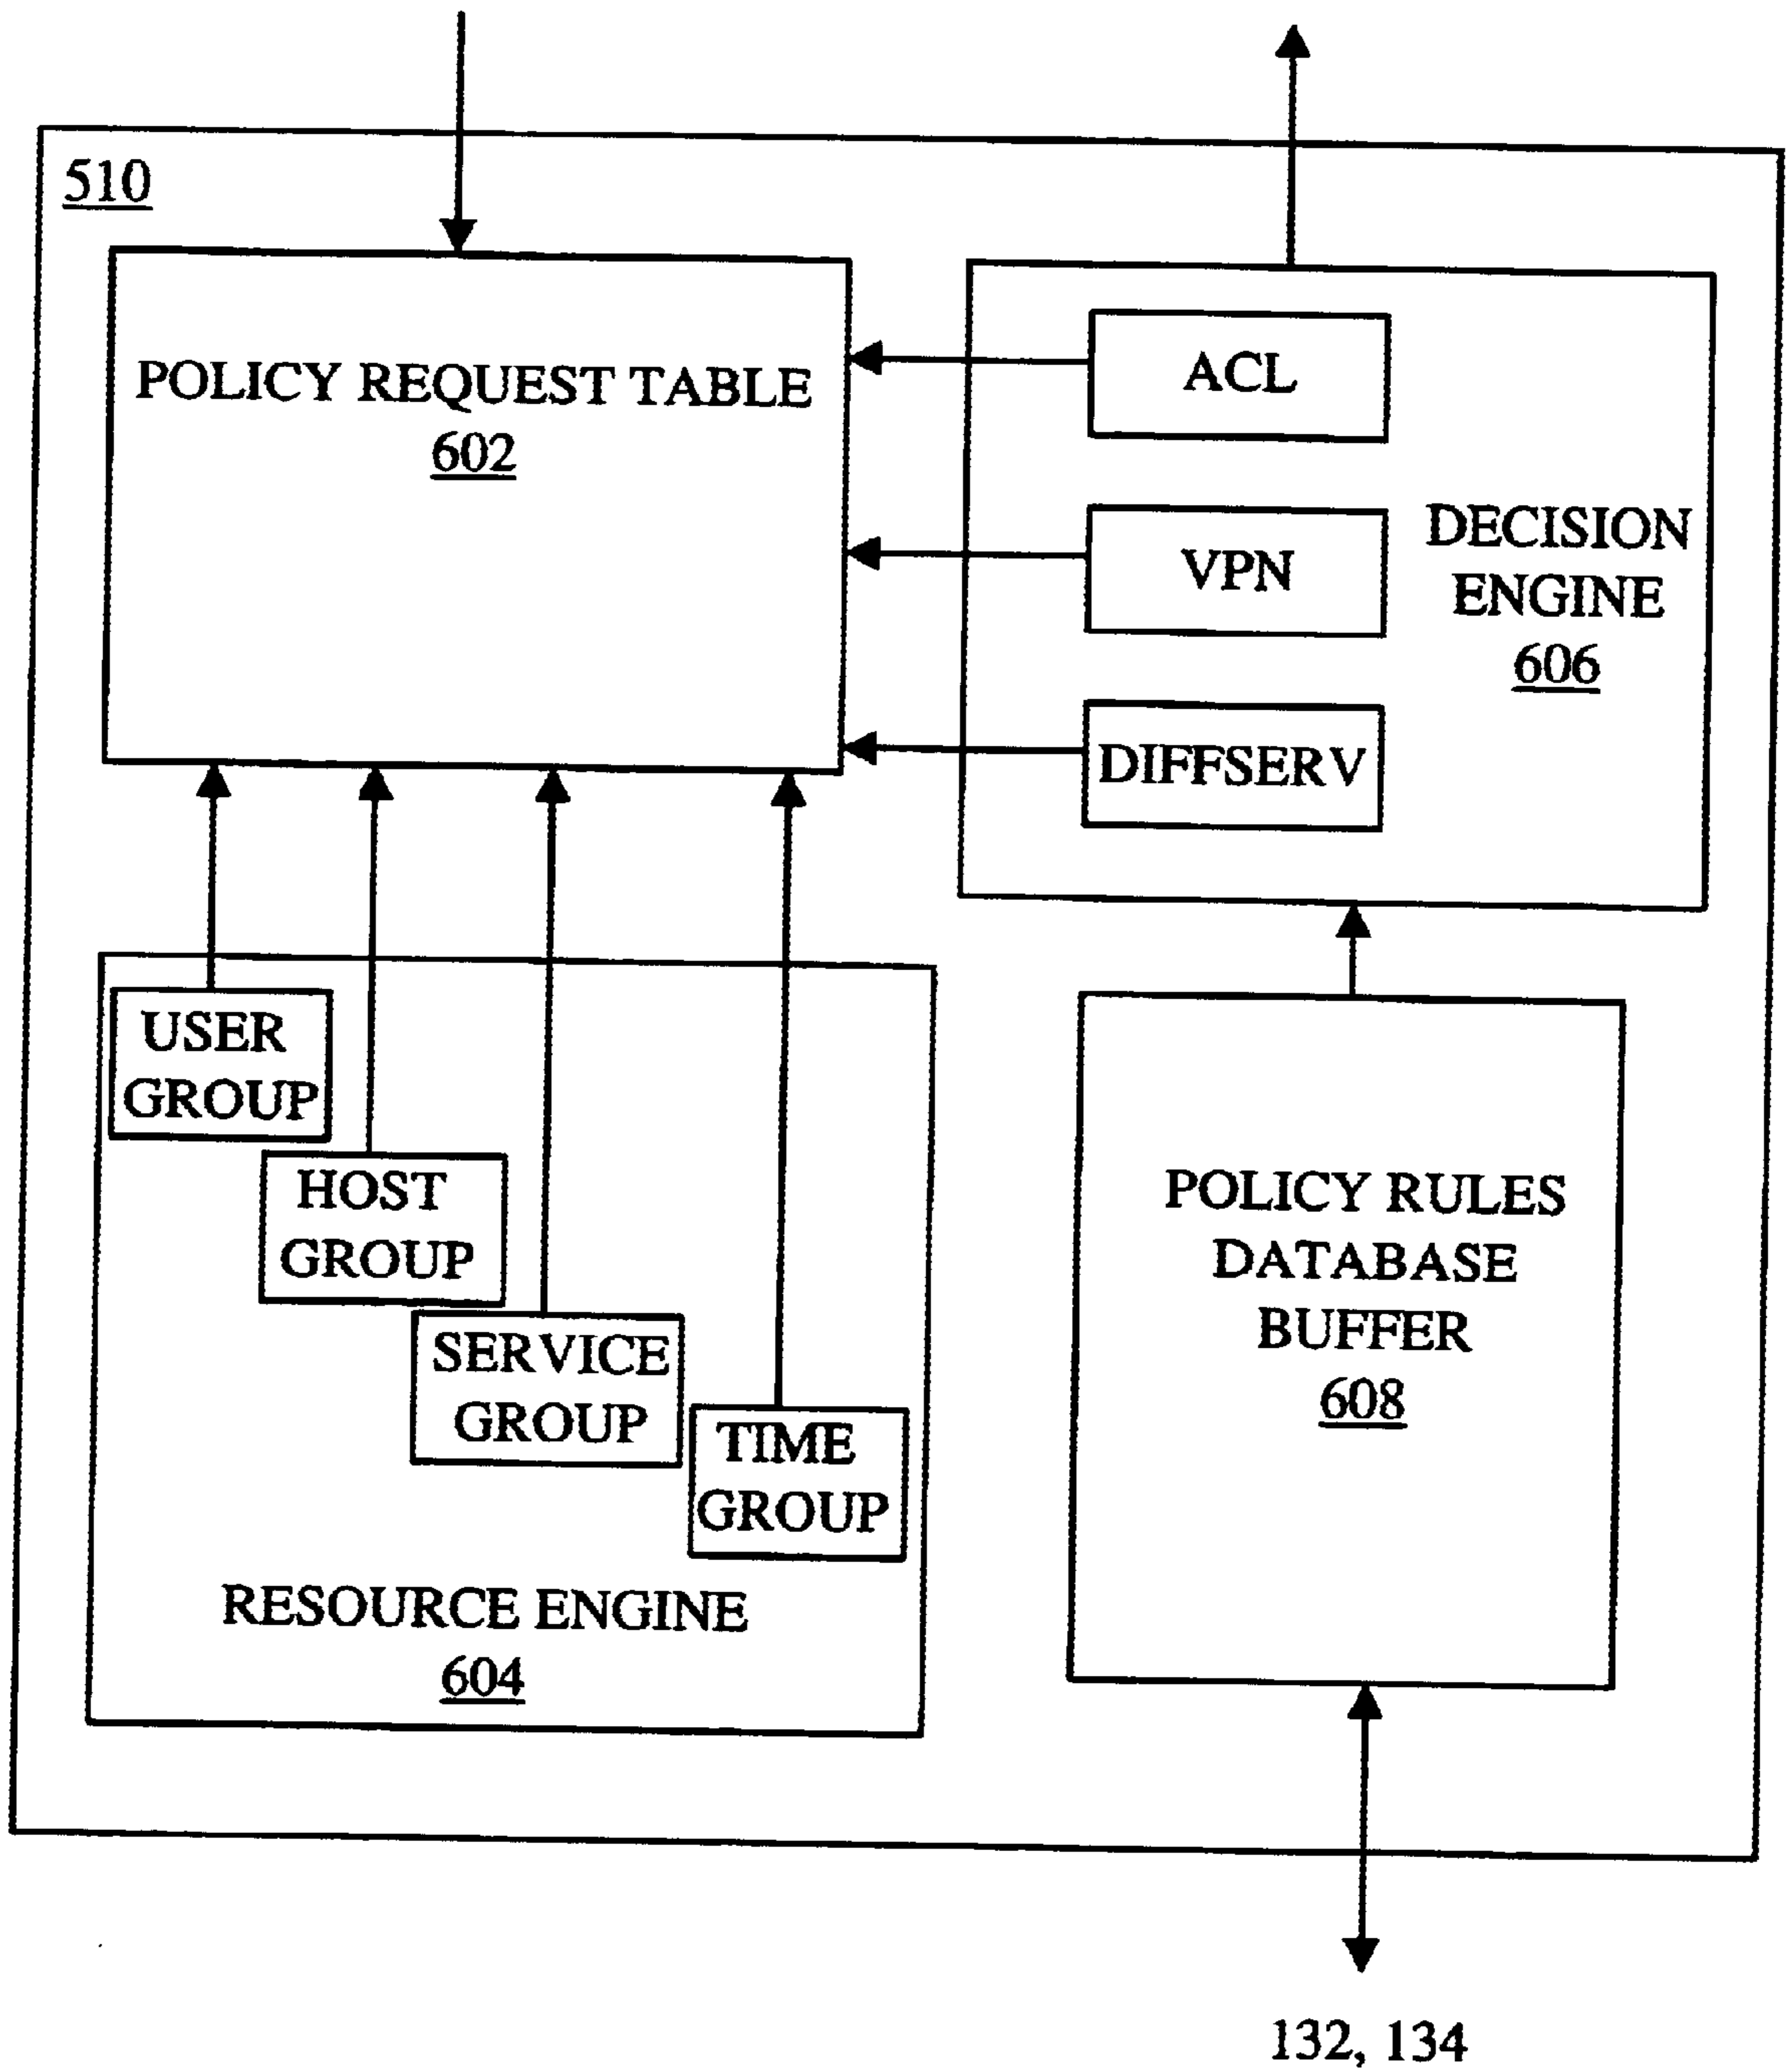 510
POLICY REQUEST TABLE
602
ACL
VPN
DIFFSERV
DECISION
ENGINE
606
USER
GROUP
HOST
GROUP
SERVICE
GROUP
TIME
GROUP
RESOURCE ENGINE
604
POLICY RULES
DATABASE
BUFFER
608
132, 134